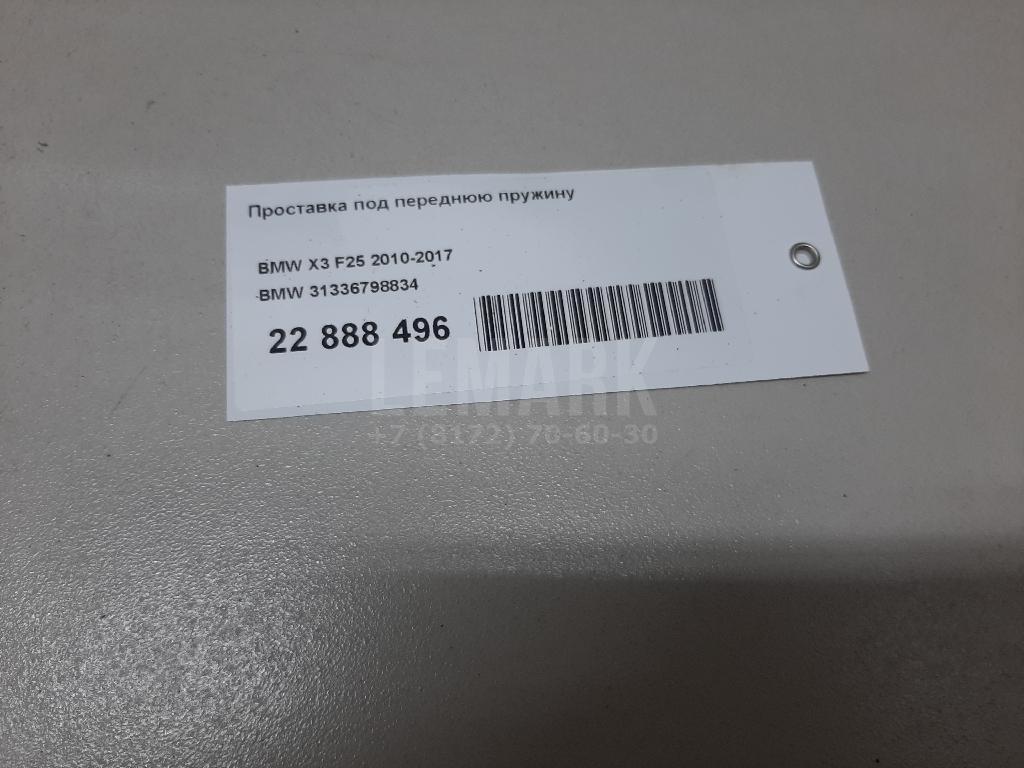 Проставка под переднюю пружину
BMW X3 F25 2010-2017
BMW 31336798834
22 888 496
LEMARK
+7 (8172) 70-60-30